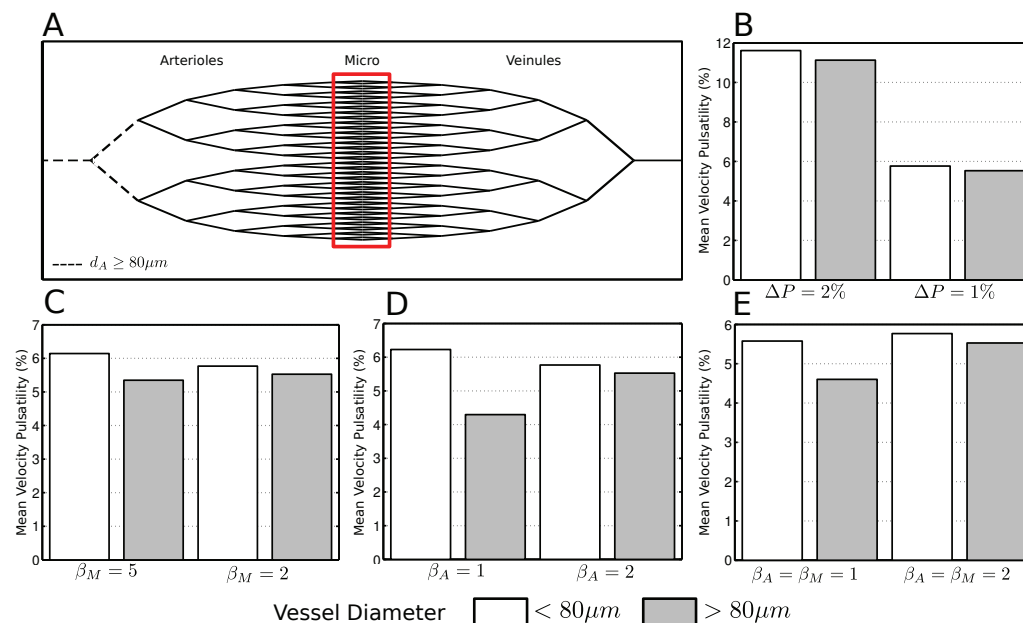 A
Arterioles Micro Veinules
---- d_A ≥ 80μm
B
Mean Velocity Pulsatility (%)
12
10
8
6
4
2
0
ΔP = 2% ΔP = 1%
C
Mean Velocity Pulsatility (%)
7
6
5
4
3
2
1
0
β_M = 5 β_M = 2
D
Mean Velocity Pulsatility (%)
7
6
5
4
3
2
1
0
β_A = 1 β_A = 2
E
Mean Velocity Pulsatility (%)
6
5
4
3
2
1
0
β_A = β_M = 1 β_A = β_M = 2
Vessel Diameter < 80μm > 80μm